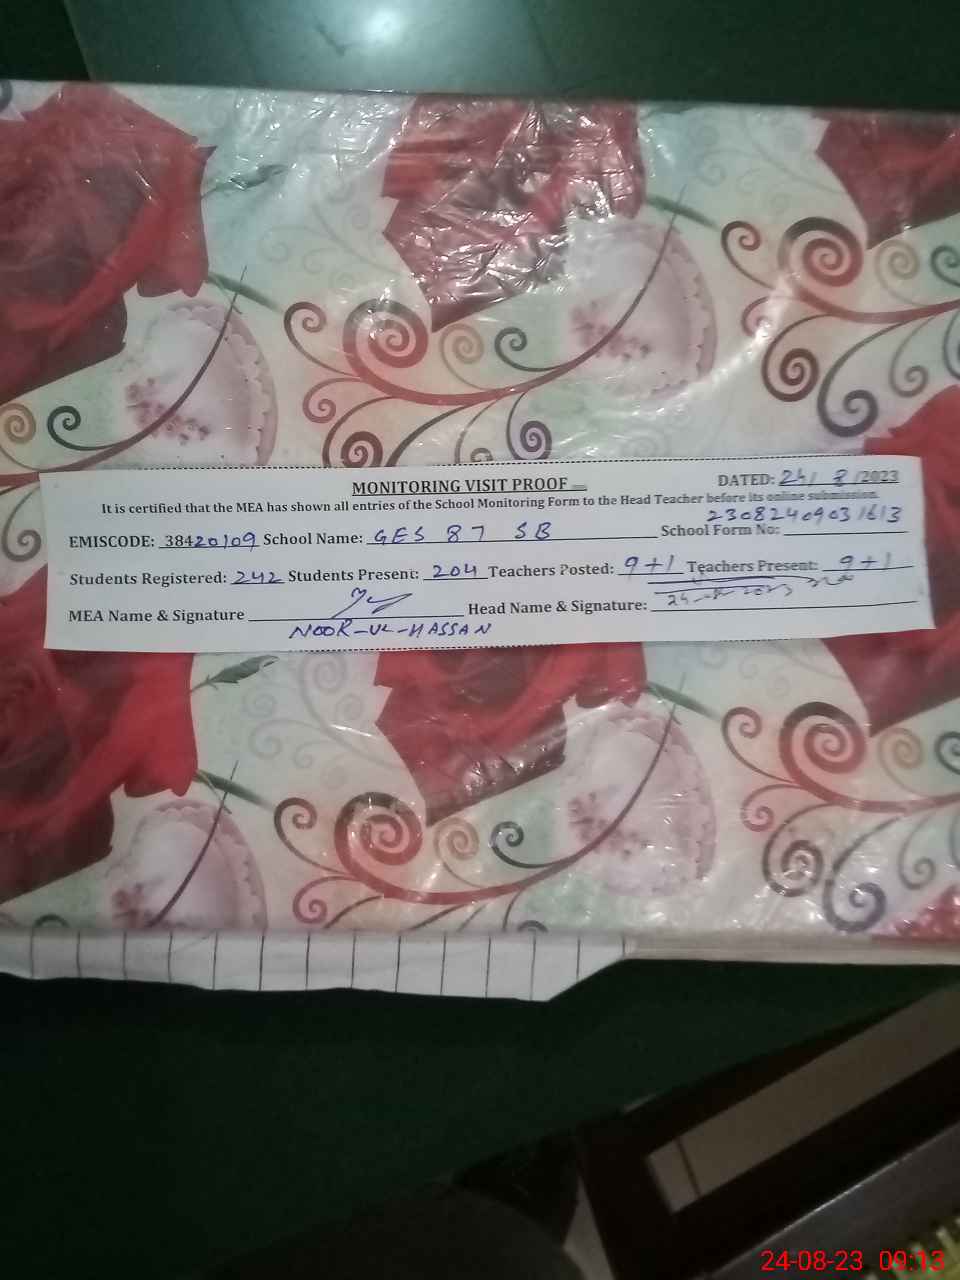 MONITORING VISIT PROOF
DATED: 24/ 8 /2023
It is certified that the MEA has shown all entries of the School Monitoring Form to the Head Teacher before its online submission.
23082409031613
EMISCODE: 38420109 School Name: GES 87 SB School Form No:
Students Registered: 242 Students Present: 204 Teachers Posted: 9+1 Teachers Present: 9+1
MEA Name & Signature Head Name & Signature:
NOOR-UL-HASSAN
24-08-23 09:13